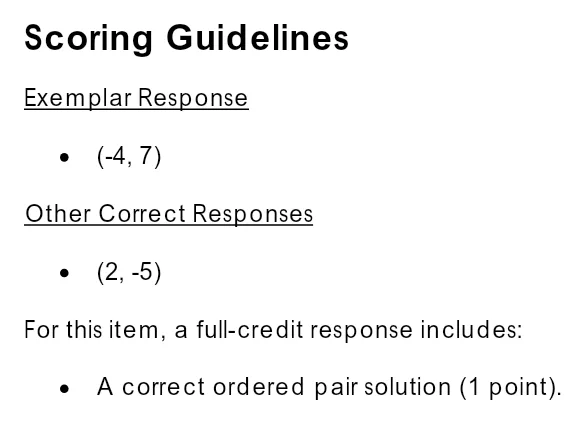 Scoring Guidelines
Exemplar Response
• (-4, 7)
Other Correct Responses
• (2, -5)
For this item, a full-credit response includes:
• A correct ordered pair solution (1 point).